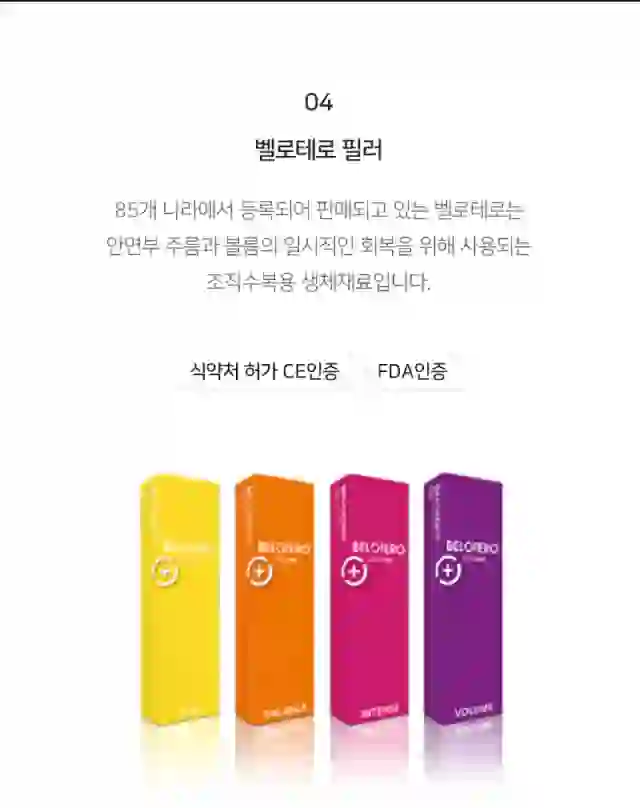 04
벨로테로 필러
85개 나라에서 등록되어 판매되고 있는 벨로테로는
안면부 주름과 볼륨의 일시적인 회복을 위해 사용되는
조직수복용 생체재료입니다.
식약처 허가 CE인증 FDA인증
BELOTERO BELOTERO BELOTERO BELOTERO
BALANCE INTENSE VOLUME